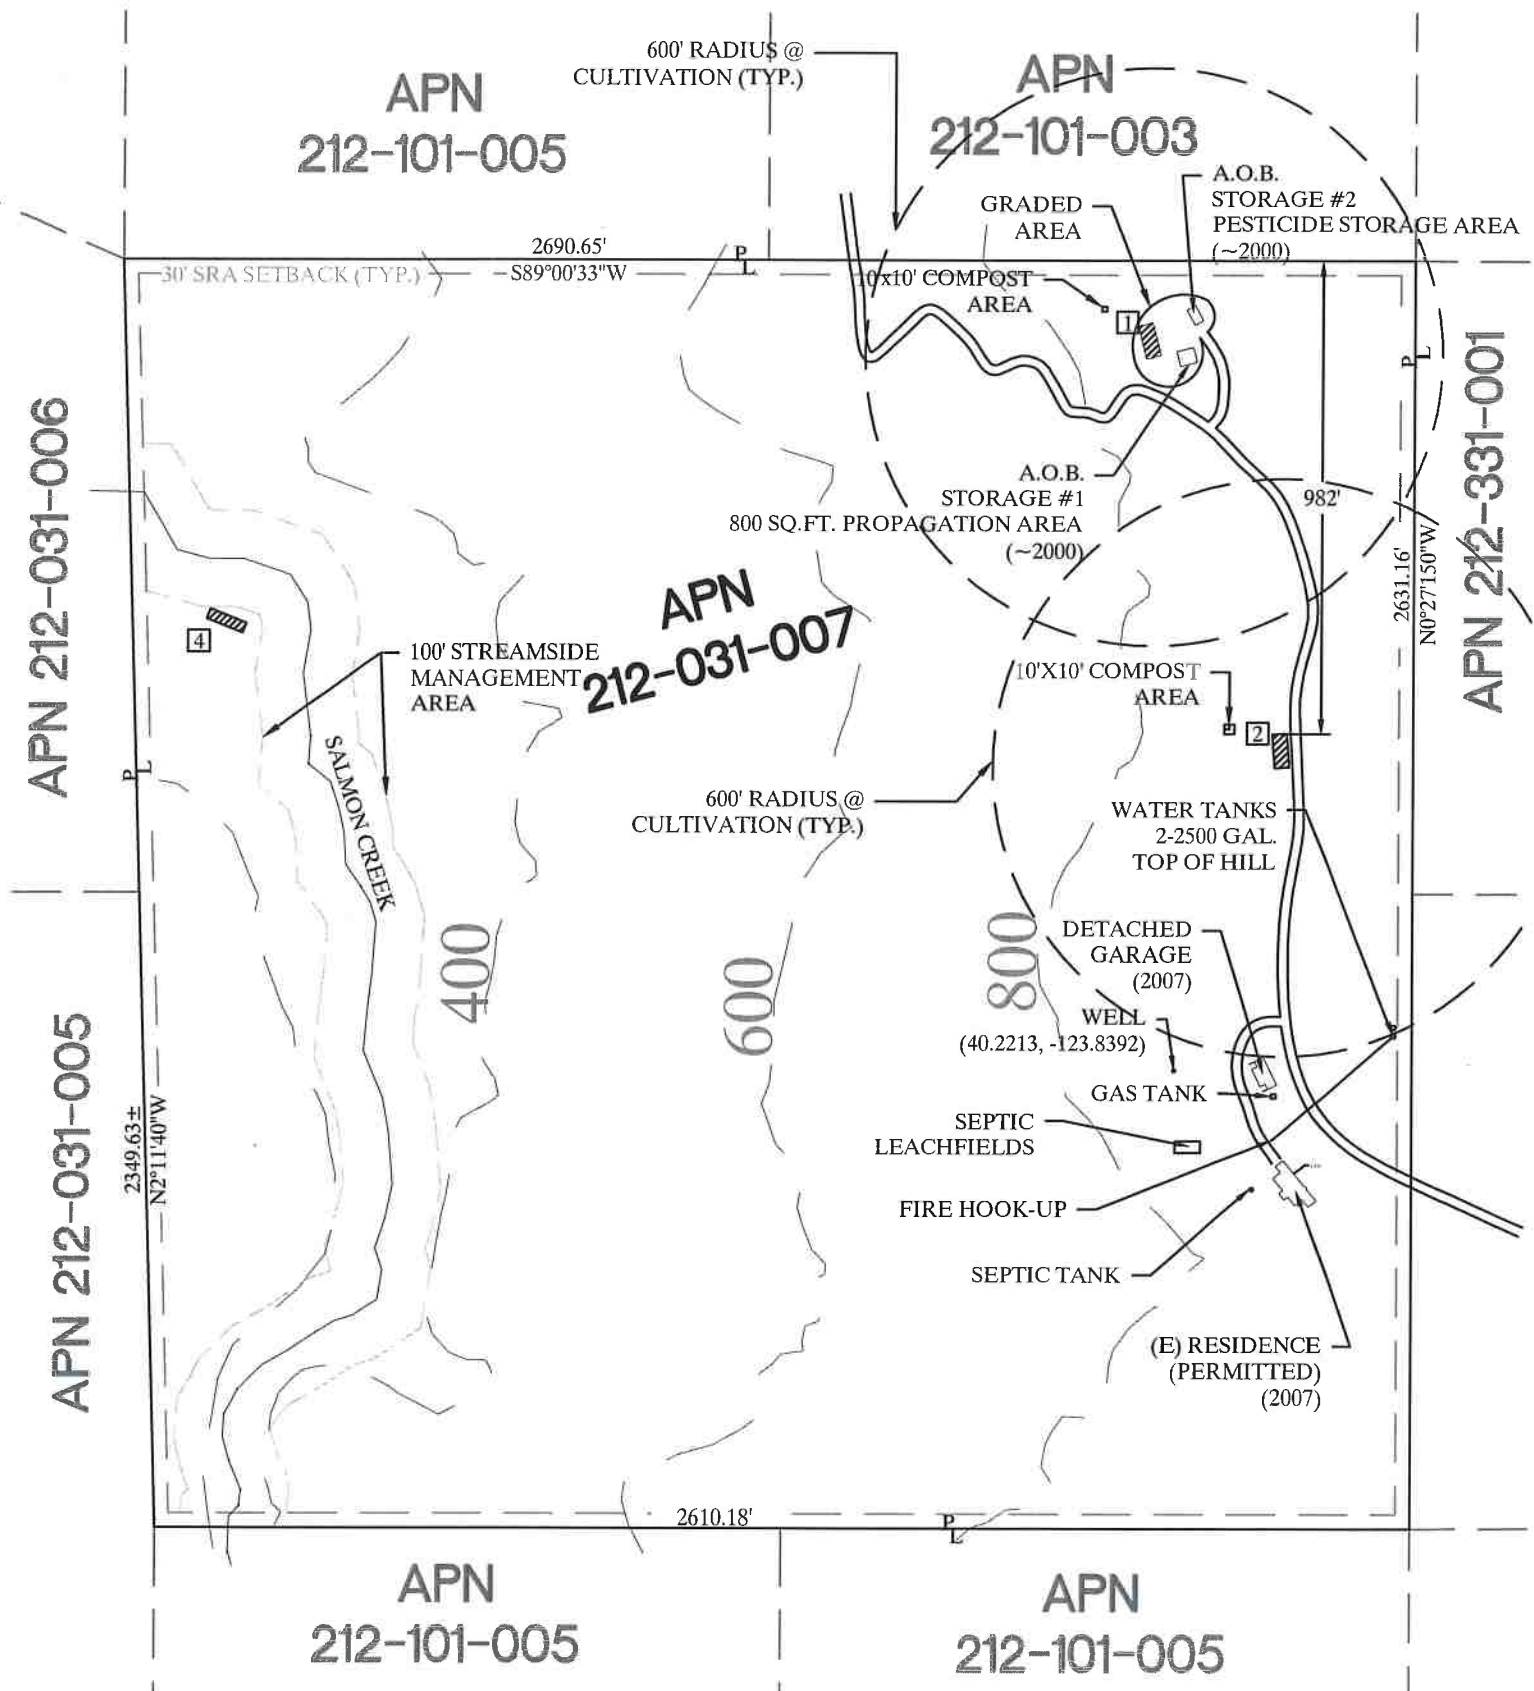 600' RADIUS @
CULTIVATION (TYP.)
APN
212-101-005
APN
212-101-003
A.O.B.
STORAGE #2
PESTICIDE STORAGE AREA
(~2000)
GRADED
AREA
2690.65'
S89°00'33"W
30' SRA SETBACK (TYP.)
PL
10'x10' COMPOST
AREA
1
PL
APN 212-331-001
APN 212-031-006
A.O.B.
STORAGE #1
800 SQ.FT. PROPAGATION AREA
(~2000)
982'
2631.16'
N0°27'150"W
APN
212-031-007
4
100' STREAMSIDE
MANAGEMENT
AREA
10'X10' COMPOST
AREA
2
SALMON CREEK
PL
600' RADIUS @
CULTIVATION (TYP.)
WATER TANKS
2-2500 GAL.
TOP OF HILL
400
600
800
DETACHED
GARAGE
(2007)
WELL
(40.2213, -123.8392)
GAS TANK
APN 212-031-005
2349.63±
N2°11'40"W
SEPTIC
LEACHFIELDS
FIRE HOOK-UP
SEPTIC TANK
(E) RESIDENCE
(PERMITTED)
(2007)
2610.18'
PL
APN
212-101-005
APN
212-101-005